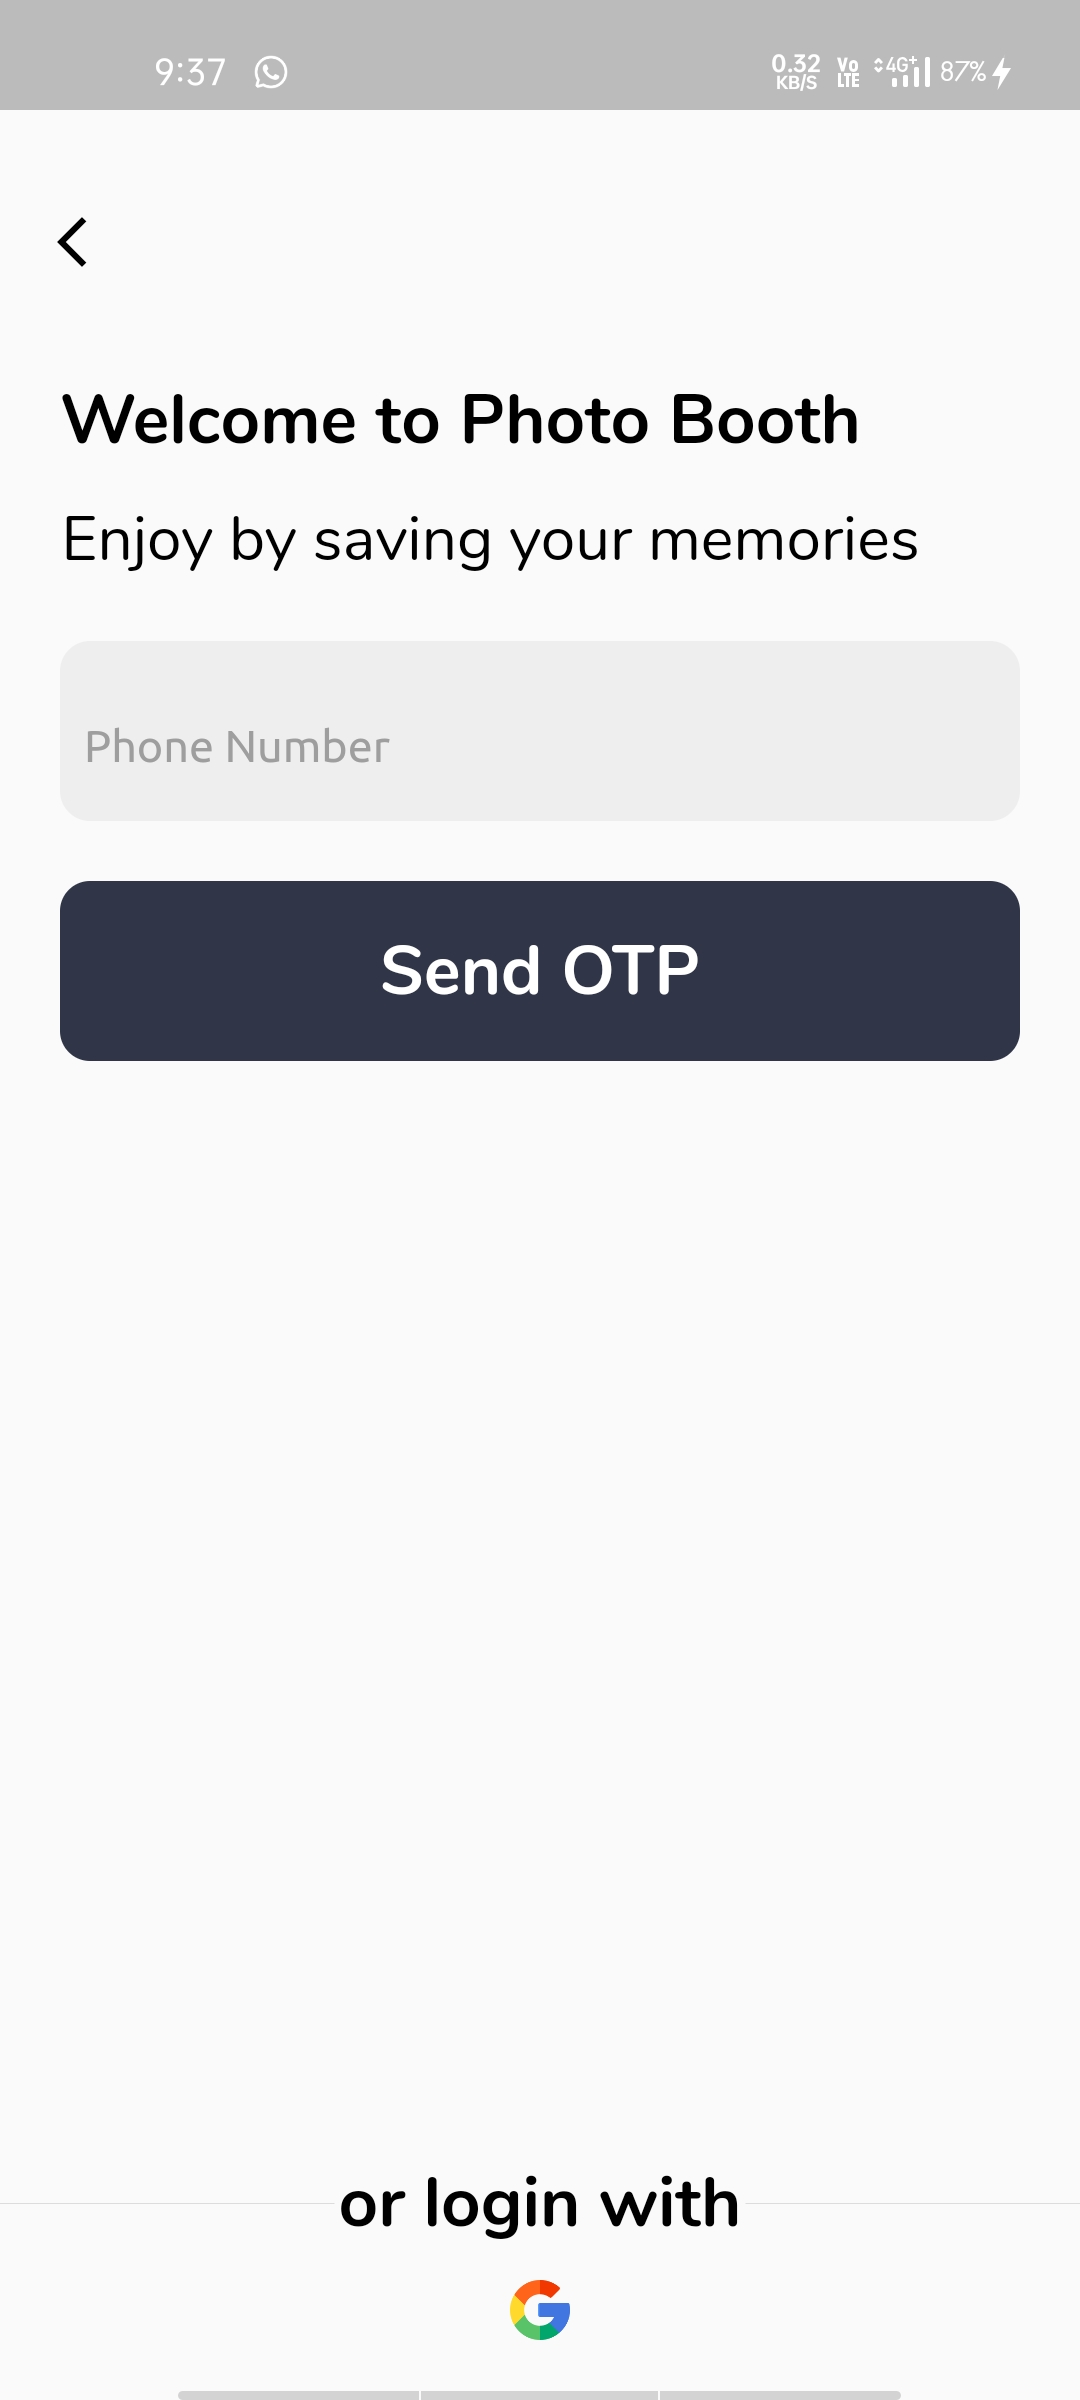 9:37 0.32 KB/S Vo LTE 4G+ 87%
Welcome to Photo Booth
Enjoy by saving your memories
Phone Number
Send OTP
or login with